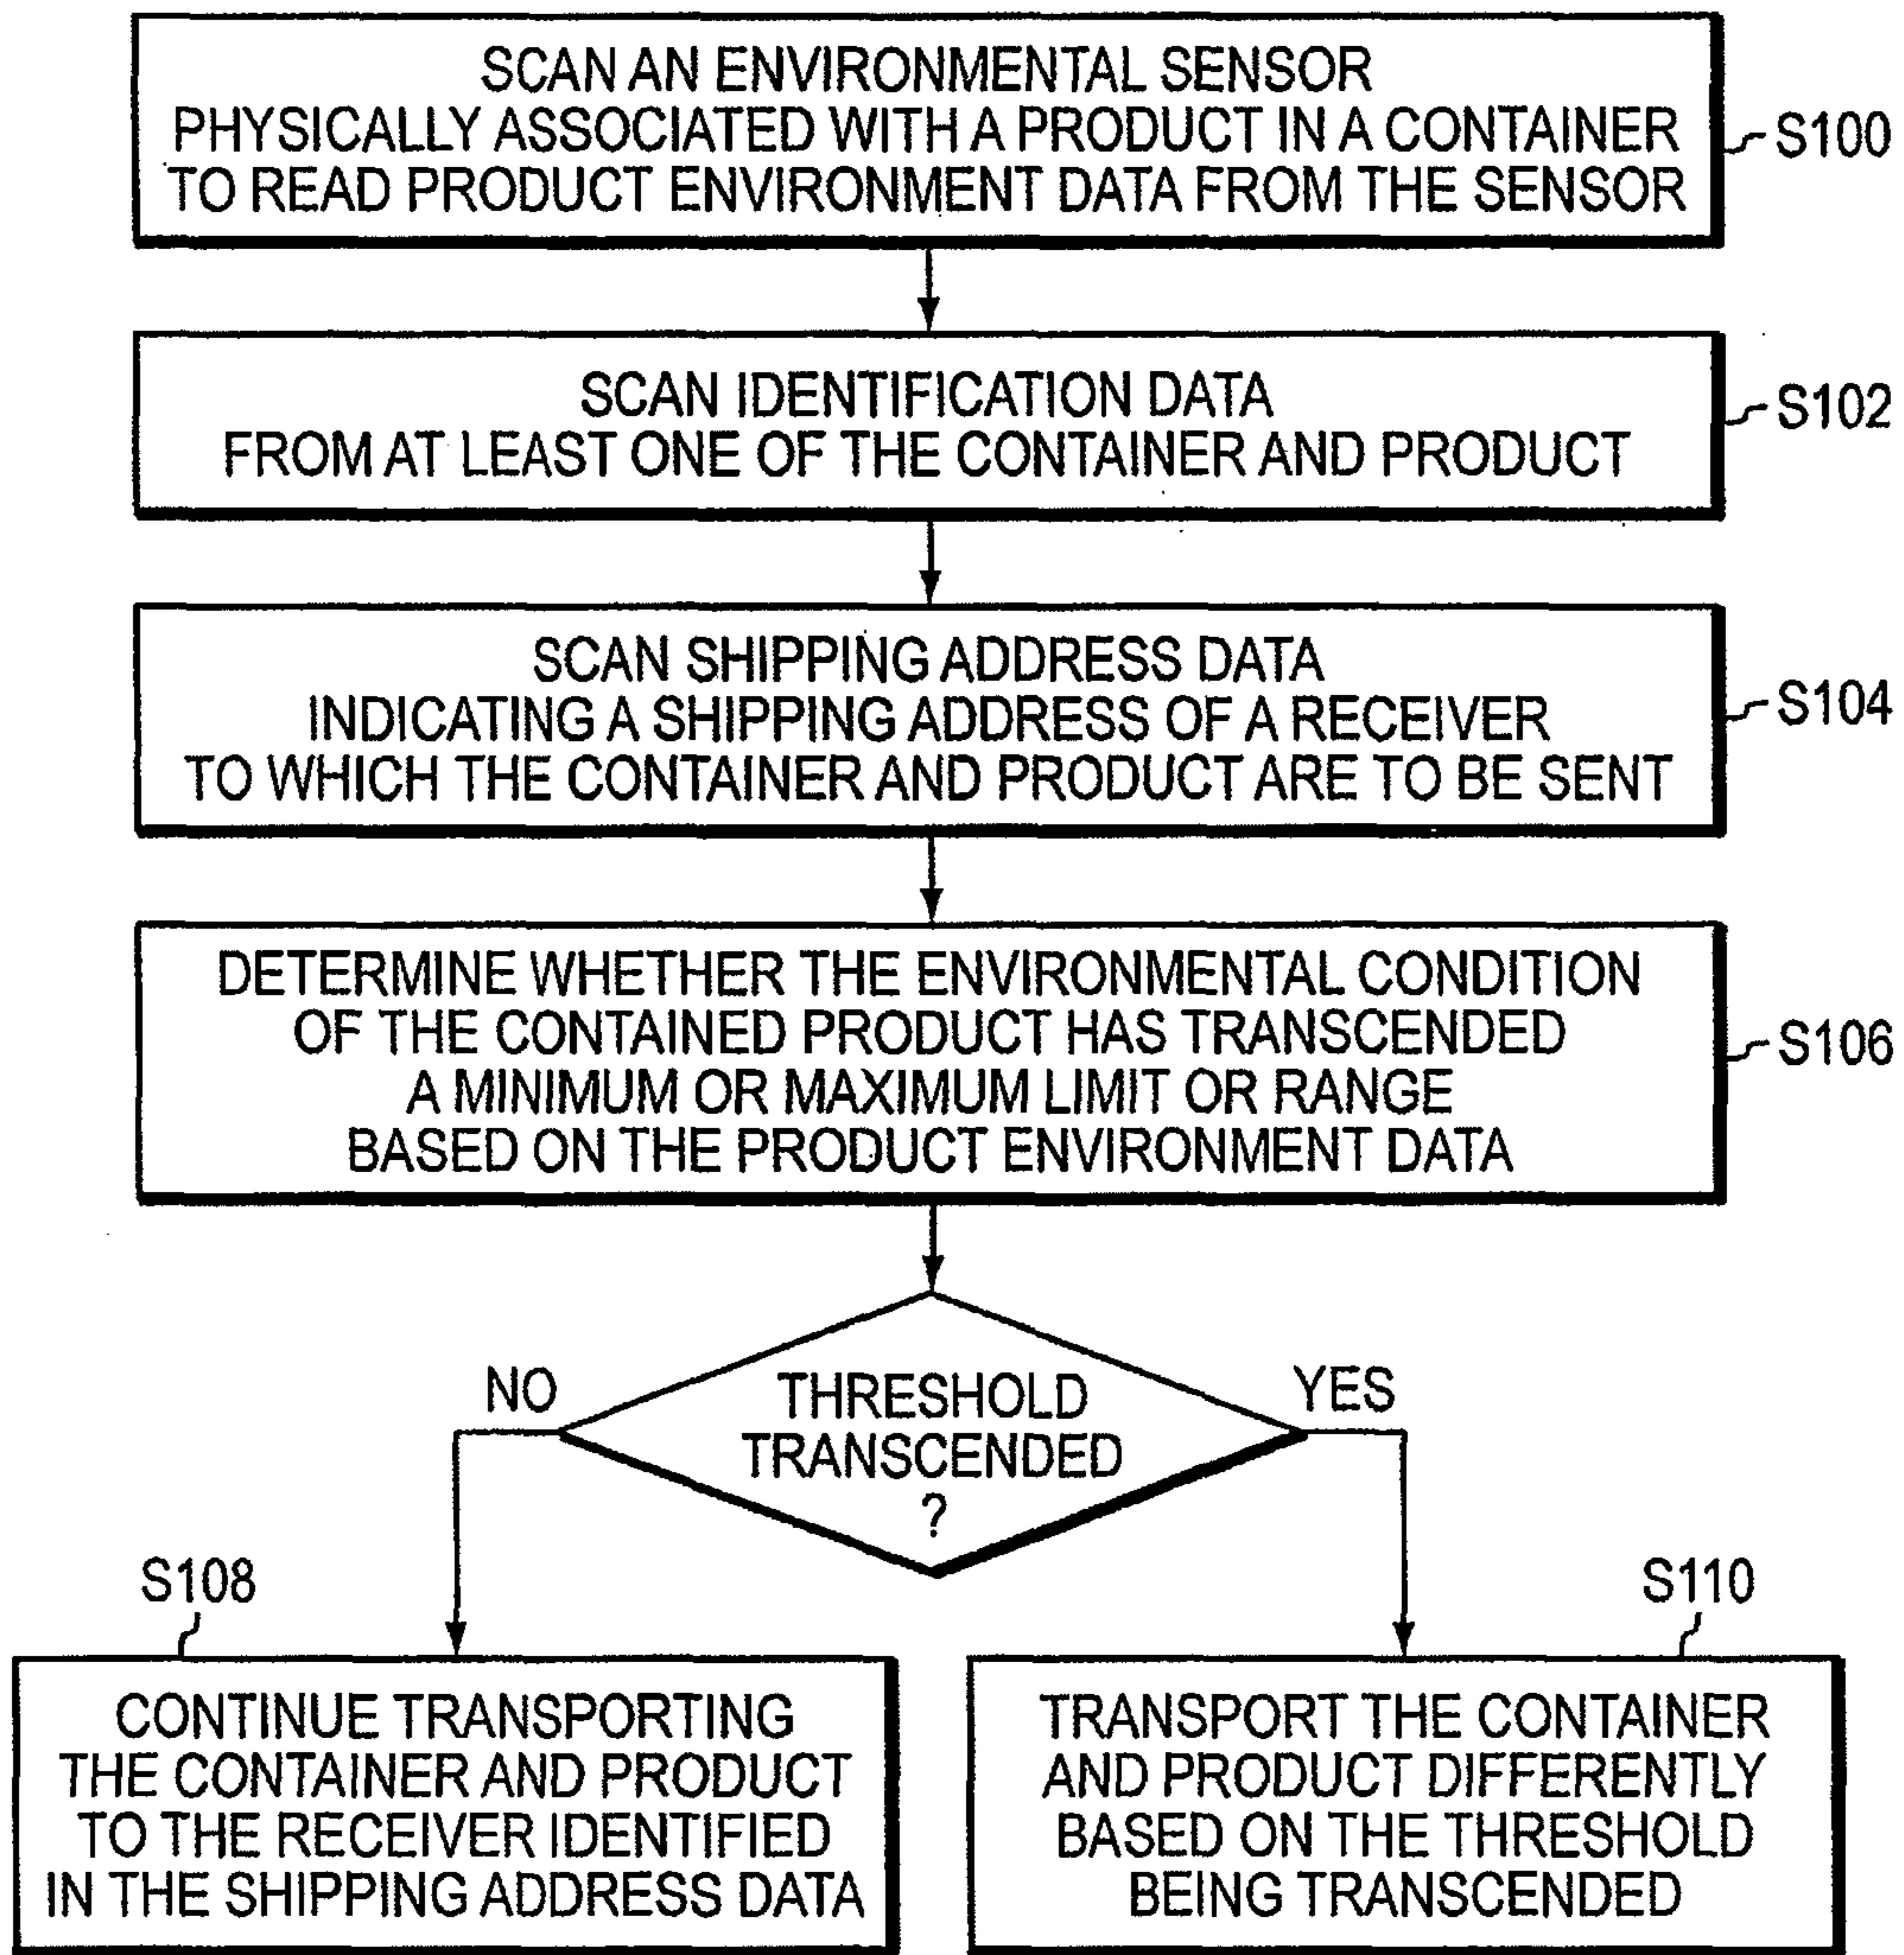 SCAN AN ENVIRONMENTAL SENSOR
PHYSICALLY ASSOCIATED WITH A PRODUCT IN A CONTAINER
TO READ PRODUCT ENVIRONMENT DATA FROM THE SENSOR
S100
SCAN IDENTIFICATION DATA
FROM AT LEAST ONE OF THE CONTAINER AND PRODUCT
S102
SCAN SHIPPING ADDRESS DATA
INDICATING A SHIPPING ADDRESS OF A RECEIVER
TO WHICH THE CONTAINER AND PRODUCT ARE TO BE SENT
S104
DETERMINE WHETHER THE ENVIRONMENTAL CONDITION
OF THE CONTAINED PRODUCT HAS TRANSCENDED
A MINIMUM OR MAXIMUM LIMIT OR RANGE
BASED ON THE PRODUCT ENVIRONMENT DATA
S106
NO
THRESHOLD
TRANSCENDED
?
YES
S108
CONTINUE TRANSPORTING
THE CONTAINER AND PRODUCT
TO THE RECEIVER IDENTIFIED
IN THE SHIPPING ADDRESS DATA
S110
TRANSPORT THE CONTAINER
AND PRODUCT DIFFERENTLY
BASED ON THE THRESHOLD
BEING TRANSCENDED